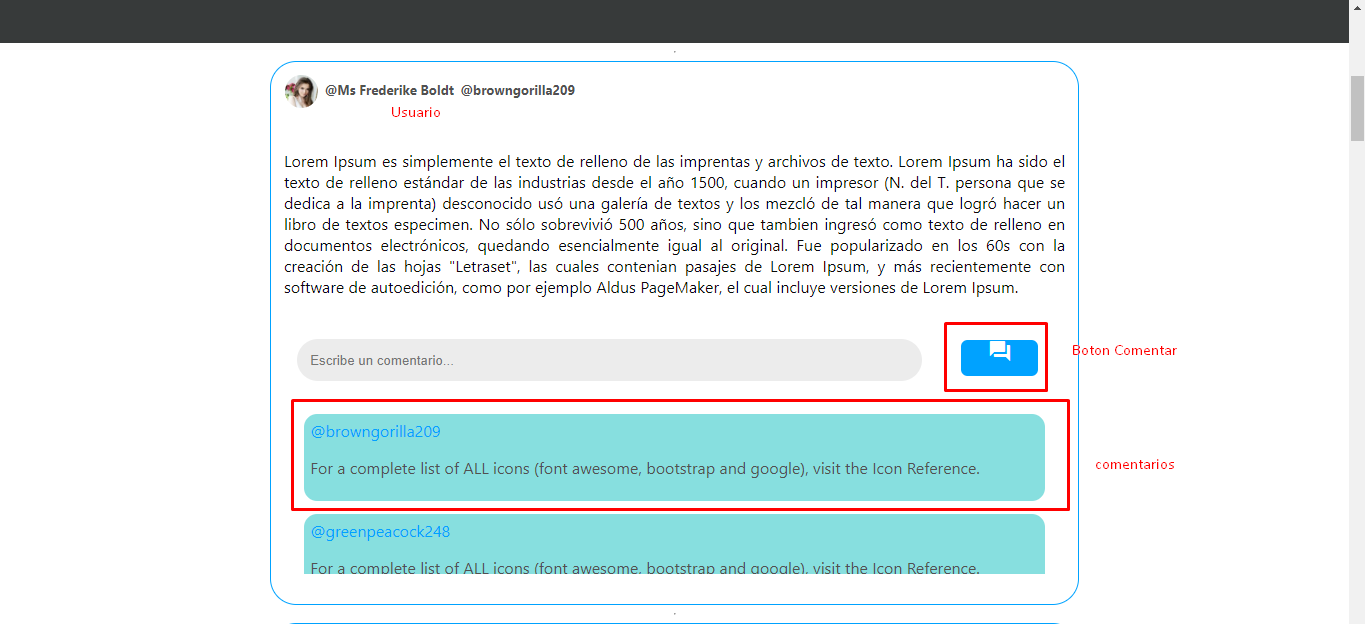 @Ms Frederike Boldt @browngorilla209
Usuario
Lorem Ipsum es simplemente el texto de relleno de las imprentas y archivos de texto. Lorem Ipsum ha sido el
texto de relleno estándar de las industrias desde el año 1500, cuando un impresor (N. del T. persona que se
dedica a la imprenta) desconocido usó una galería de textos y los mezcló de tal manera que logró hacer un
libro de textos especimen. No sólo sobrevivió 500 años, sino que tambien ingresó como texto de relleno en
documentos electrónicos, quedando esencialmente igual al original. Fue popularizado en los 60s con la
creación de las hojas "Letraset", las cuales contenian pasajes de Lorem Ipsum, y más recientemente con
software de autoedición, como por ejemplo Aldus PageMaker, el cual incluye versiones de Lorem Ipsum.
Escribe un comentario...
Boton Comentar
@browngorilla209
For a complete list of ALL icons (font awesome, bootstrap and google), visit the Icon Reference.
comentarios
@greenpeacock248
For a complete list of ALL icons (font awesome, bootstrap and google), visit the Icon Reference.